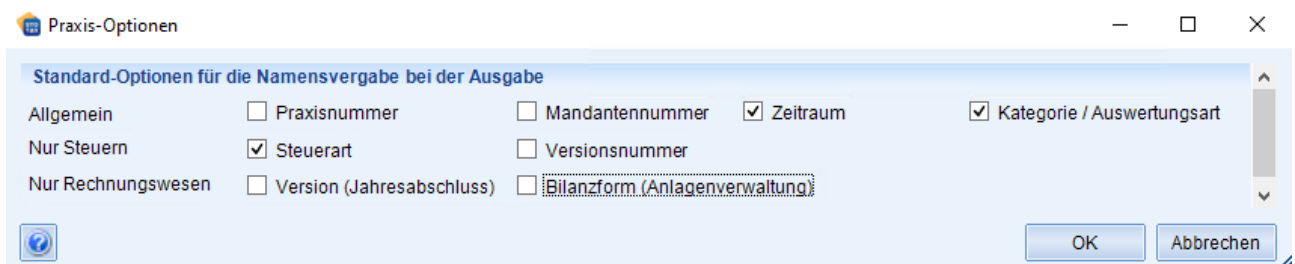 Praxis-Optionen
Standard-Optionen für die Namensvergabe bei der Ausgabe
Allgemein Praxisnummer Mandantennummer Zeitraum Kategorie / Auswertungsart
Nur Steuern Steuerart Versionsnummer
Nur Rechnungswesen Version (Jahresabschluss) Bilanzform (Anlagenverwaltung)
OK Abbrechen